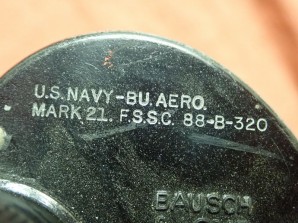 U.S. NAVY-BU. AERO.
MARK 21. F.S.S.C. 88-B-320
BAUSCH